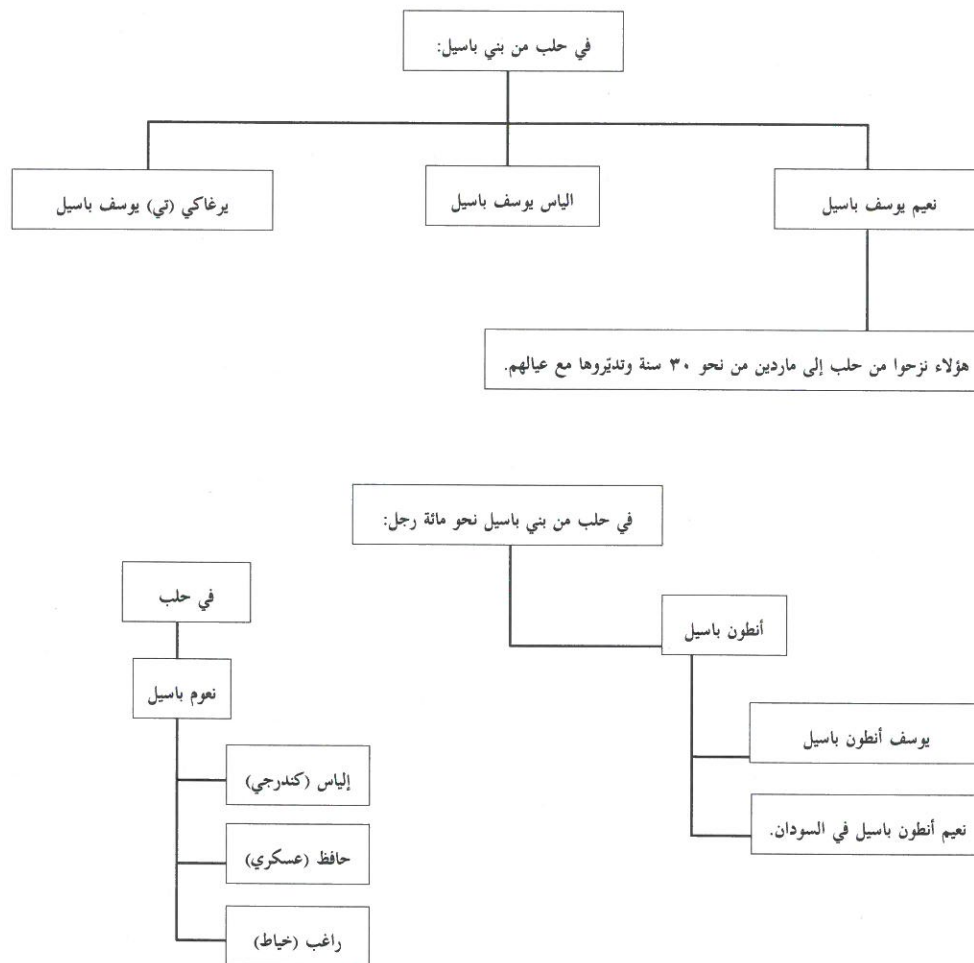 في حلب من بني باسيل:
نعيم يوسف باسيل
الياس يوسف باسيل
يرغاكي (تي) يوسف باسيل
هؤلاء نزحوا من حلب إلى ماردين من نحو ٣٠ سنة وتديّروها مع عيالهم.
في حلب من بني باسيل نحو مائة رجل:
أنطون باسيل
يوسف أنطون باسيل
نعيم أنطون باسيل في السودان.
في حلب
نعوم باسيل
إلياس (كندرجي)
حافظ (عسكري)
راغب (خياط)